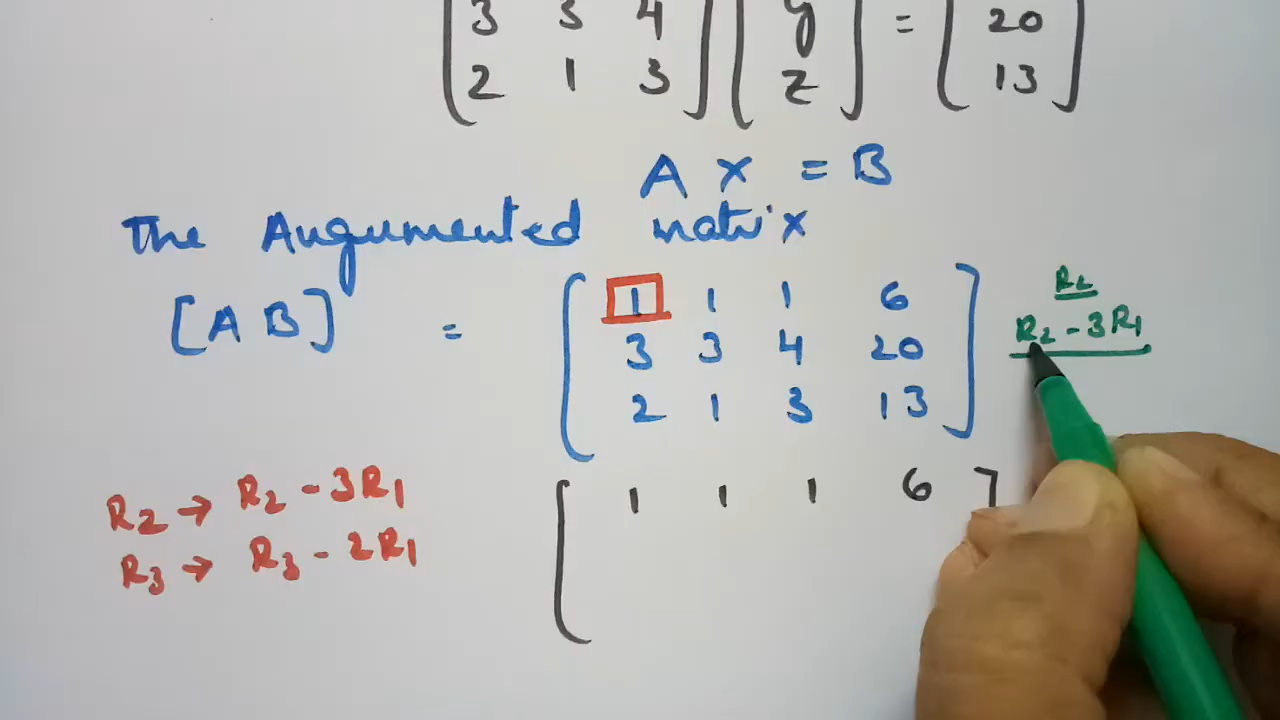 3 3 4 y = 20
2 1 3 z 13
A x = B
The Augumented matrix
[A B] = 1 1 1 6
3 3 4 20
2 1 3 13
R2
R2 - 3R1
R2 → R2 - 3R1
R3 → R3 - 2R1
1 1 1 6